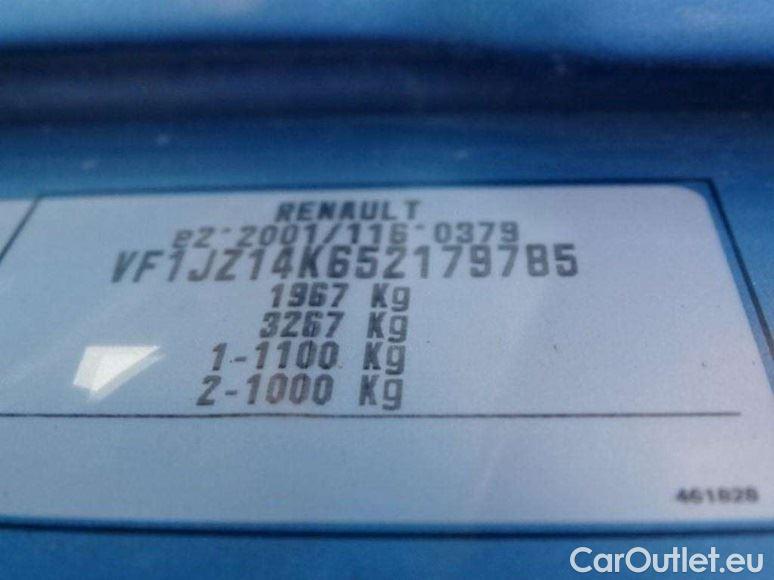 RENAULT
e2*2001/116*0379
VF1JZ14K652179785
1967 Kg
3267 Kg
1-1100 Kg
2-1000 Kg
461828
CarOutlet.eu